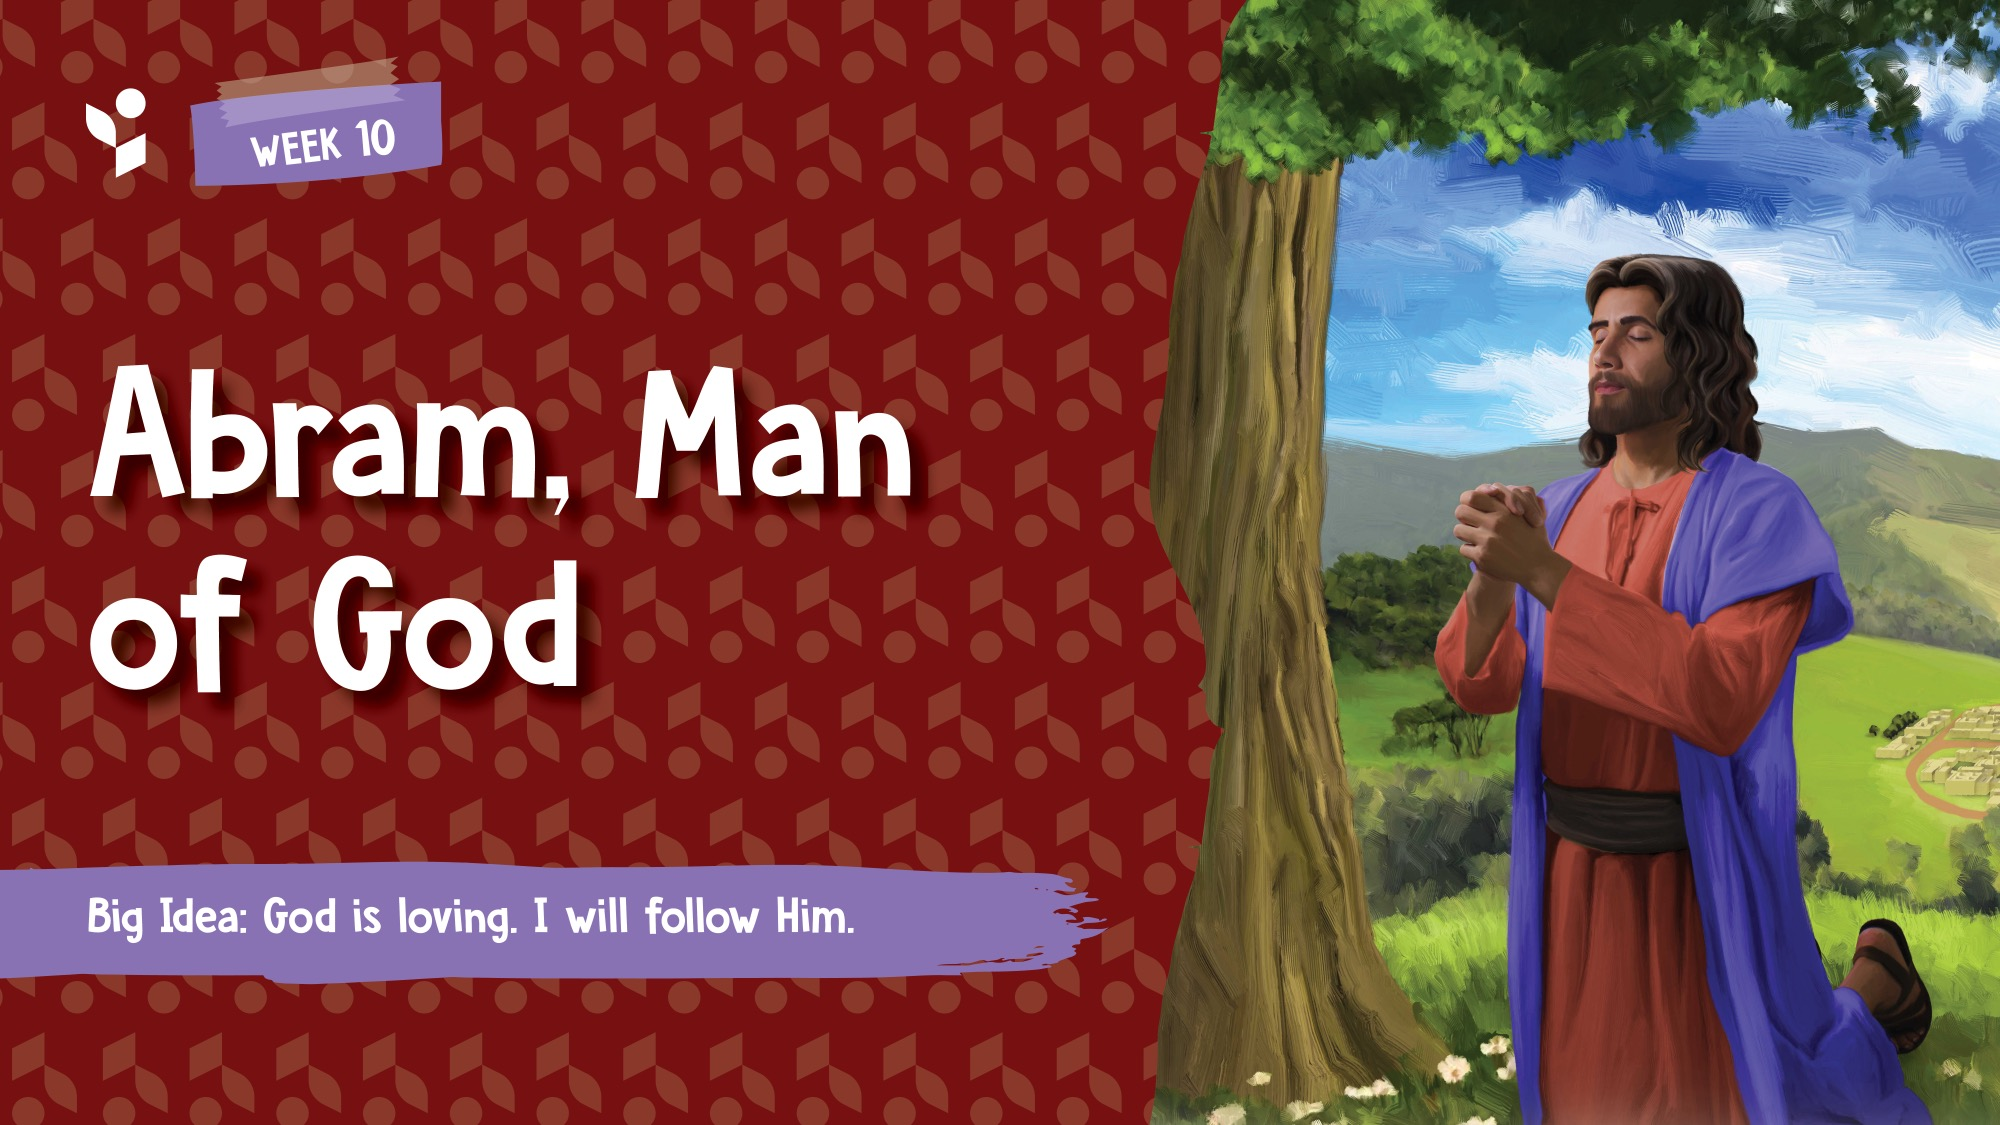 WEEK 10
Abram, Man
of God
Big Idea: God is loving. I will follow Him.